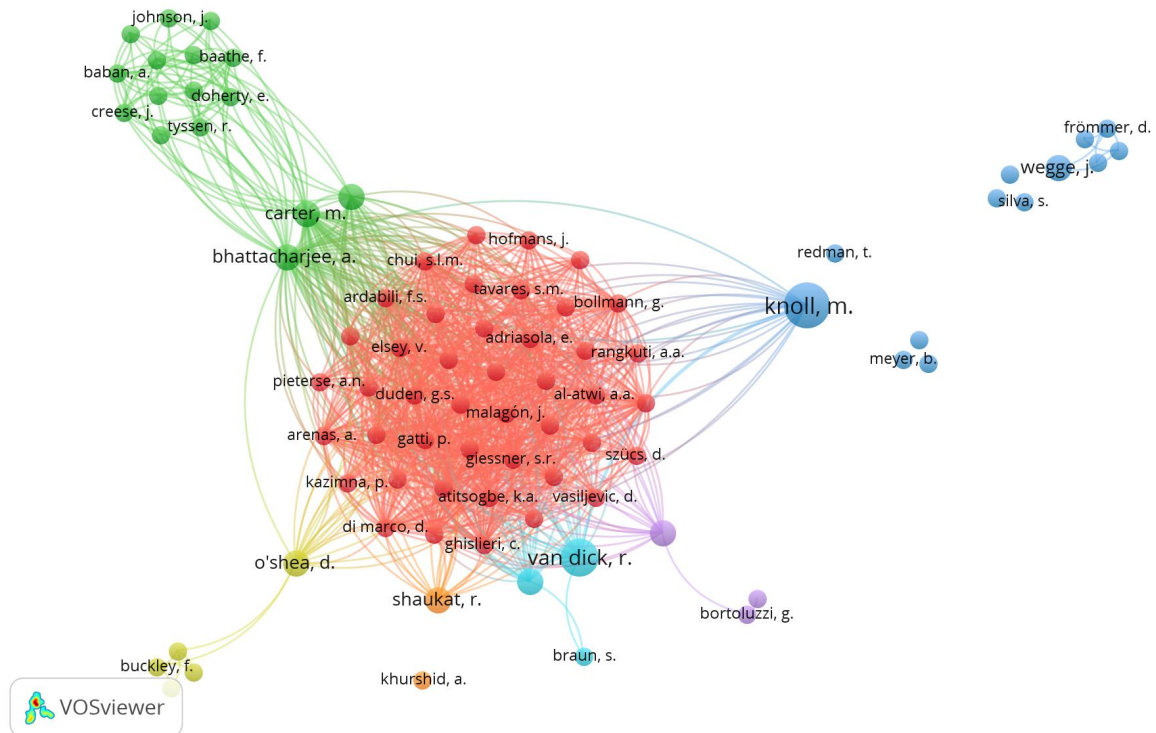 johnson, j.
baathe, f.
baban, a.
doherty, e.
creese, j.
tyssen, r.
frömmer, d.
wegge, j.
silva, s.
carter, m.
bhattacharjee, a.
hofmans, j.
chui, s.l.m.
redman, t.
tavares, s.m.
ardabili, f.s.
bollmann, g.
knoll, m.
adriasola, e.
elsey, v.
rangkuti, a.a.
meyer, b.
pieterse, a.n.
duden, g.s.
al-atwi, a.a.
malagón, j.
arenas, a.
gatti, p.
giessner, s.r.
szücs, d.
kazimna, p.
atitsogbe, k.a.
vasiljevic, d.
di marco, d.
ghislieri, c.
o'shea, d.
van dick, r.
shaukat, r.
bortoluzzi, g.
braun, s.
buckley, f.
khurshid, a.
VOSviewer